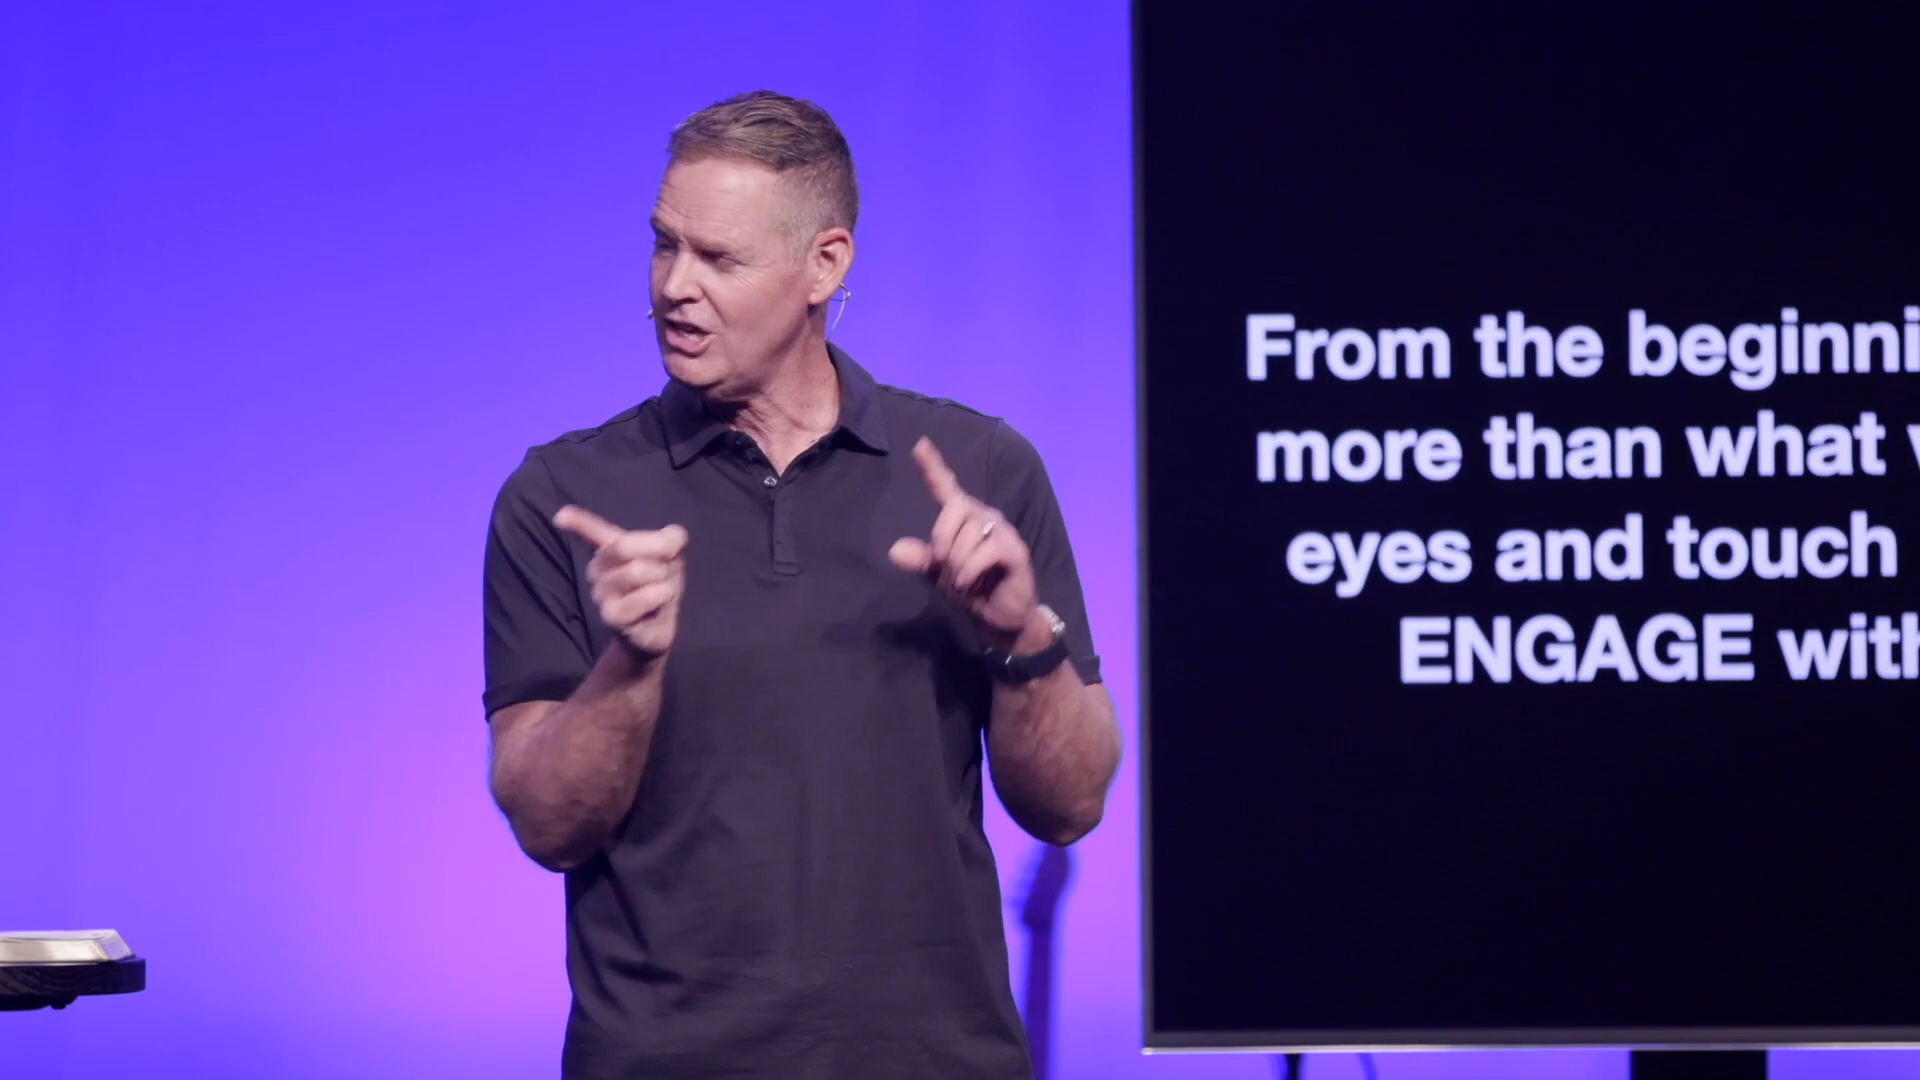 From the beginni
more than what
eyes and touch
ENGAGE with